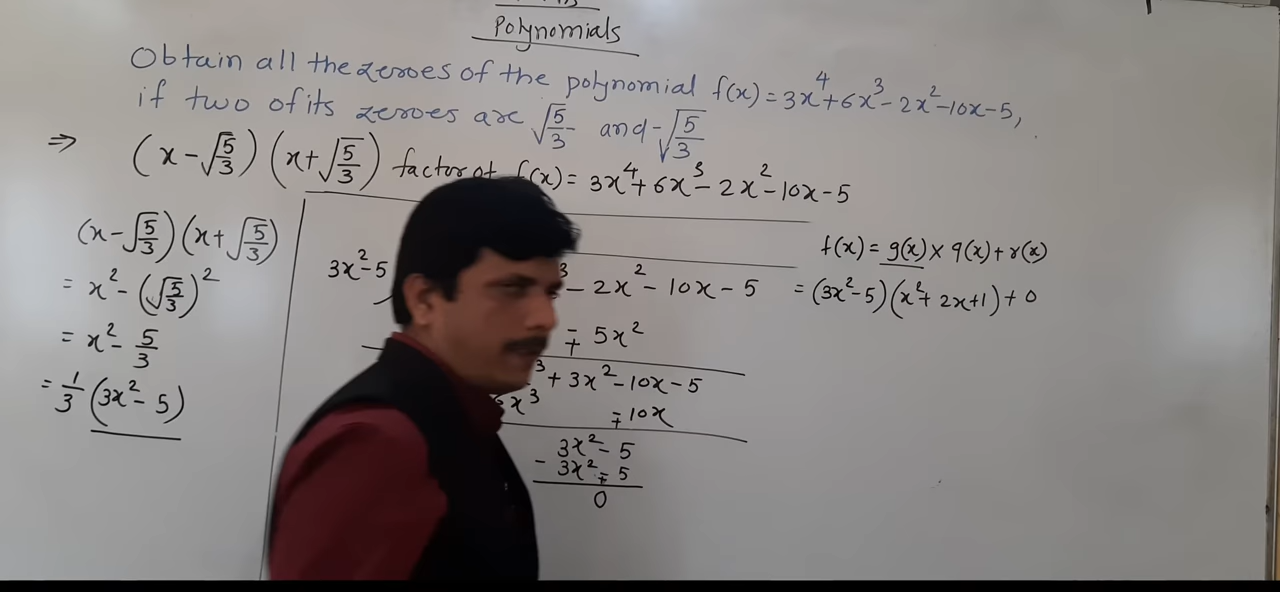 Polynomials
Obtain all the zeroes of the polynomial f(x) = 3x⁴+6x³-2x²-10x-5,
if two of its zeroes are √5/3 and -√5/3
⇒ (x-√5/3)(x+√5/3) factor of f(x) = 3x⁴+6x³-2x²-10x-5
(x-√5/3)(x+√5/3)
= x²-(√5/3)²
= x²-5/3
= 1/3(3x²-5)
3x²-5
³-2x²-10x-5
∓ 5x²
³+3x²-10x-5
6x³ ∓10x
3x²-5
- 3x² ∓ 5
0
f(x) = g(x) × q(x) + r(x)
= (3x²-5)(x²+2x+1)+0